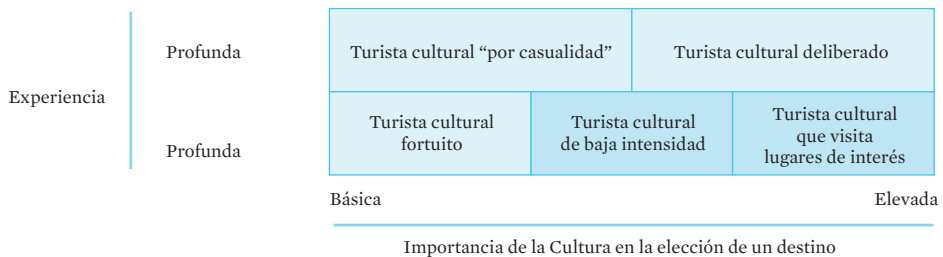 Profunda
Turista cultural “por casualidad”
Turista cultural deliberado
Experiencia
Profunda
Turista cultural
fortuito
Turista cultural
de baja intensidad
Turista cultural
que visita
lugares de interés
Básica
Elevada
Importancia de la Cultura en la elección de un destino